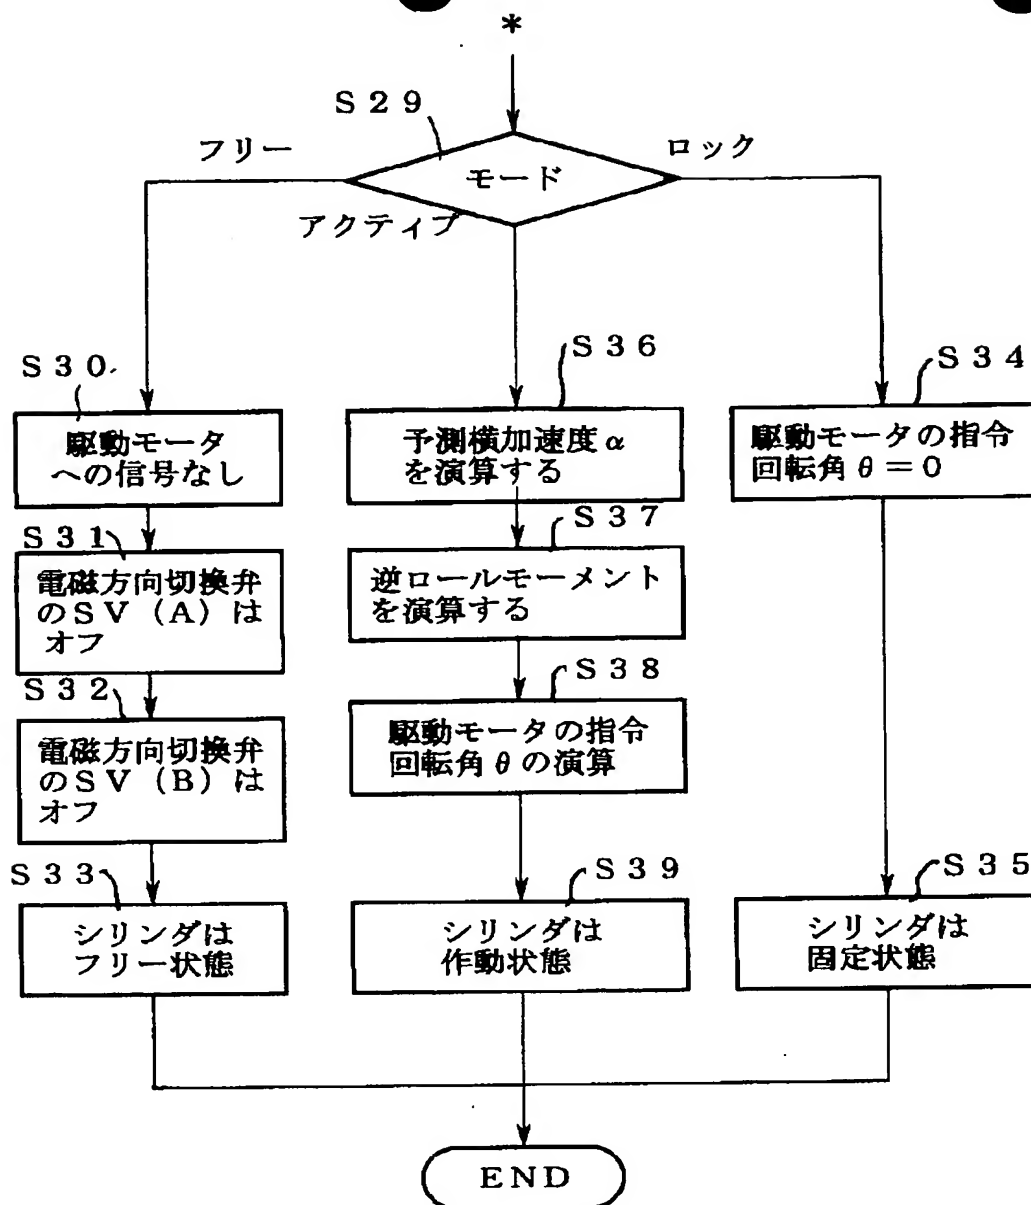 *
S29
フリー
ロック
モード
アクティブ
S30
駆動モータ
への信号なし
S31
電磁方向切換弁
のSV(A)は
オフ
S32
電磁方向切換弁
のSV(B)は
オフ
S33
シリンダは
フリー状態
S36
予測横加速度α
を演算する
S37
逆ロールモーメント
を演算する
S38
駆動モータの指令
回転角θの演算
S39
シリンダは
作動状態
S34
駆動モータの指令
回転角θ=0
S35
シリンダは
固定状態
END